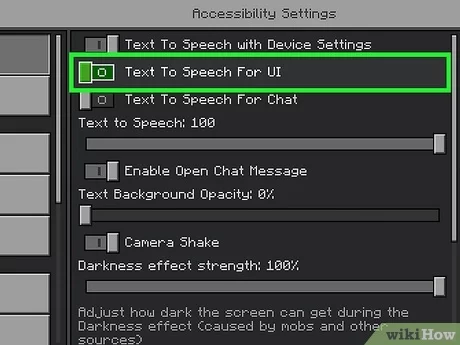 Accessibility Settings
Text To Speech with Device Settings
Text To Speech For UI
Text To Speech For Chat
Text to Speech: 100
Enable Open Chat Message
Text Background Opacity: 0%
Camera Shake
Darkness effect strength: 100%
Adjust how dark the screen can get during the
Darkness effect (caused by mobs and other
sources)
wikiHow